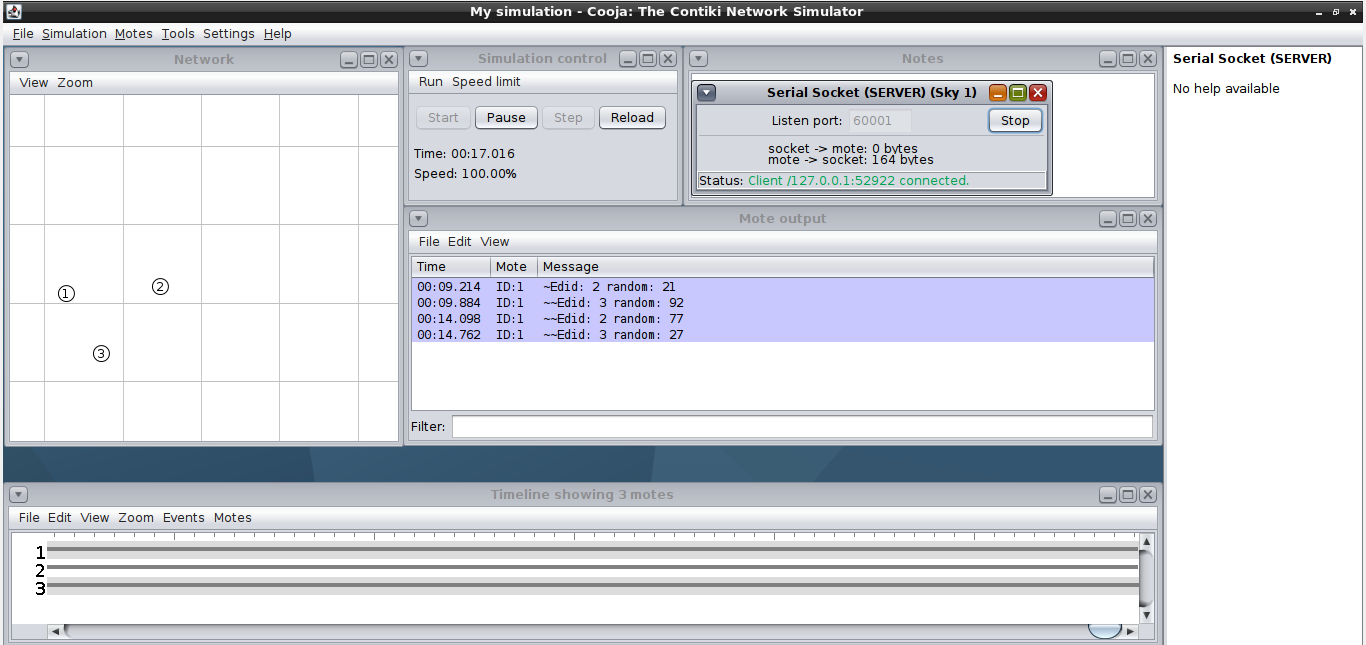 My simulation - Cooja: The Contiki Network Simulator
File Simulation Motes Tools Settings Help
Network
View Zoom
1
2
3
Simulation control
Run Speed limit
Start Pause Step Reload
Time: 00:17.016
Speed: 100.00%
Notes
Serial Socket (SERVER) (Sky 1)
Listen port: 60001 Stop
socket -> mote: 0 bytes
mote -> socket: 164 bytes
Status: Client /127.0.0.1:52922 connected.
Serial Socket (SERVER)
No help available
Mote output
File Edit View
Time Mote Message
00:09.214 ID:1 ~Edid: 2 random: 21
00:09.884 ID:1 ~~Edid: 3 random: 92
00:14.098 ID:1 ~~Edid: 2 random: 77
00:14.762 ID:1 ~~Edid: 3 random: 27
Filter:
Timeline showing 3 motes
File Edit View Zoom Events Motes
1
2
3